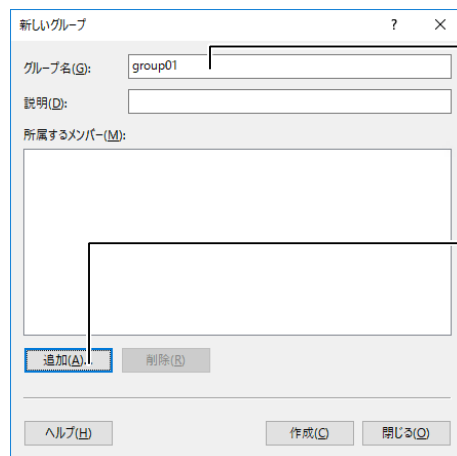 新しいグループ ? ×
グループ名(G): group01
説明(D):
所属するメンバー(M):
追加(A)... 削除(R)
ヘルプ(H) 作成(C) 閉じる(O)